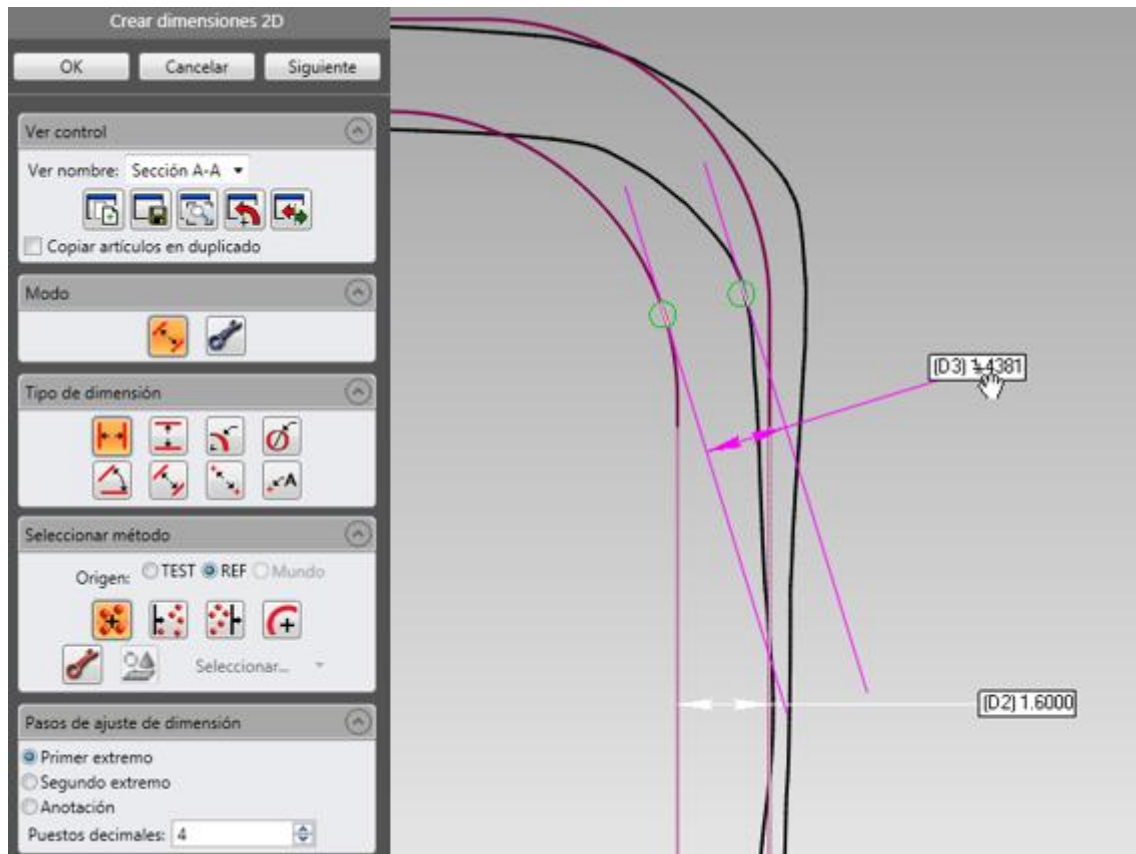 Crear dimensiones 2D
OK Cancelar Siguiente
Ver control
Ver nombre: Sección A-A
Copiar artículos en duplicado
Modo
Tipo de dimensión
A
Seleccionar método
Origen: TEST REF Mundo
Seleccionar...
Pasos de ajuste de dimensión
Primer extremo
Segundo extremo
Anotación
Puestos decimales: 4
(D3) 1.4381
(D2) 1.6000